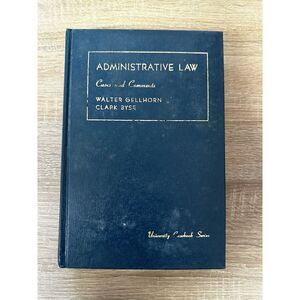 ADMINISTRATIVE LAW
Cases and Comments
WALTER GELLHORN
CLARK BYSE
University Casebook Series